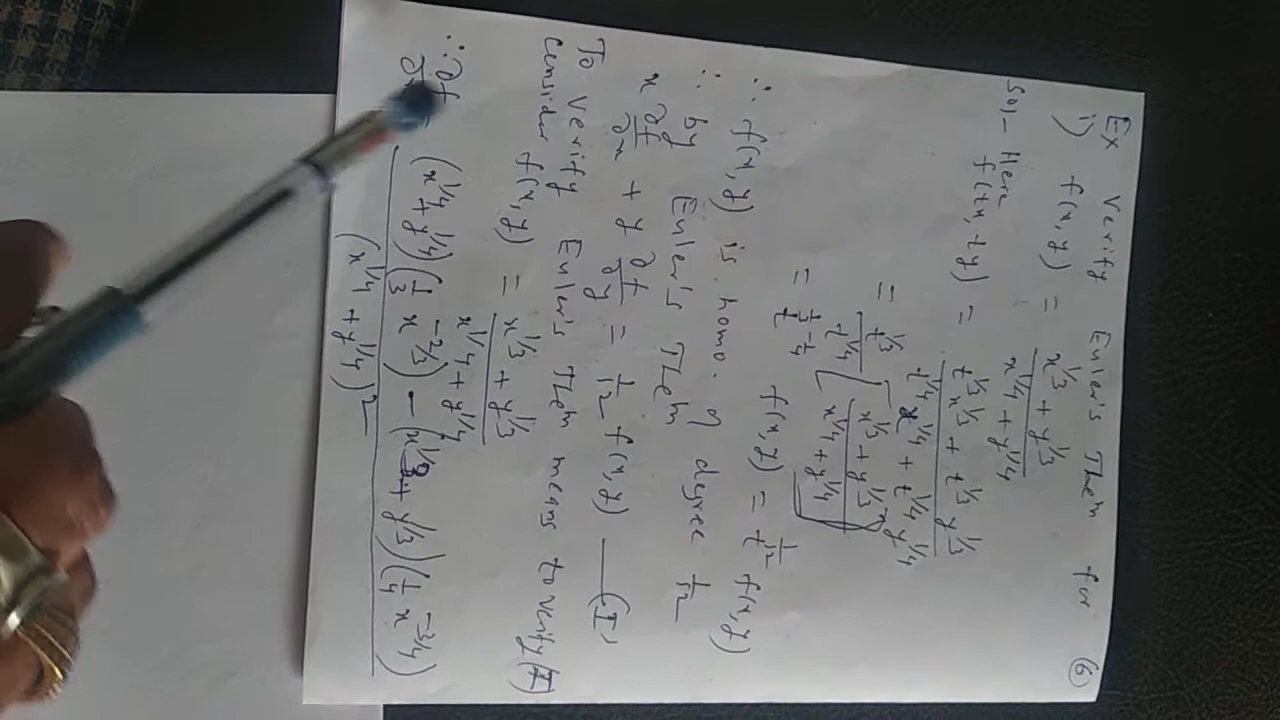 Ex Verify Euler's Thm for ⑥
i) f(x,y) = (x^{1/3} + y^{1/3}) / (x^{1/4} + y^{1/4})
Sol- Here
f(tx, ty) = (t^{1/3} x^{1/3} + t^{1/3} y^{1/3}) / (t^{1/4} x^{1/4} + t^{1/4} y^{1/4})
= t^{1/3} / t^{1/4} [ (x^{1/3} + y^{1/3}) / (x^{1/4} + y^{1/4}) ]
= t^{1/3 - 1/4} f(x,y) = t^{1/12} f(x,y)
∴ f(x,y) is homo. of degree 1/12
∴ by Euler's Thm
x ∂f/∂x + y ∂f/∂y = 1/12 f(x,y) — (I)
To verify Euler's Thm means to verify (I)
Consider f(x,y) = (x^{1/3} + y^{1/3}) / (x^{1/4} + y^{1/4})
∴ ∂f/∂x = ((x^{1/4} + y^{1/4}) (1/3 x^{-2/3}) - (x^{1/3} + y^{1/3}) (1/4 x^{-3/4})) / (x^{1/4} + y^{1/4})^2